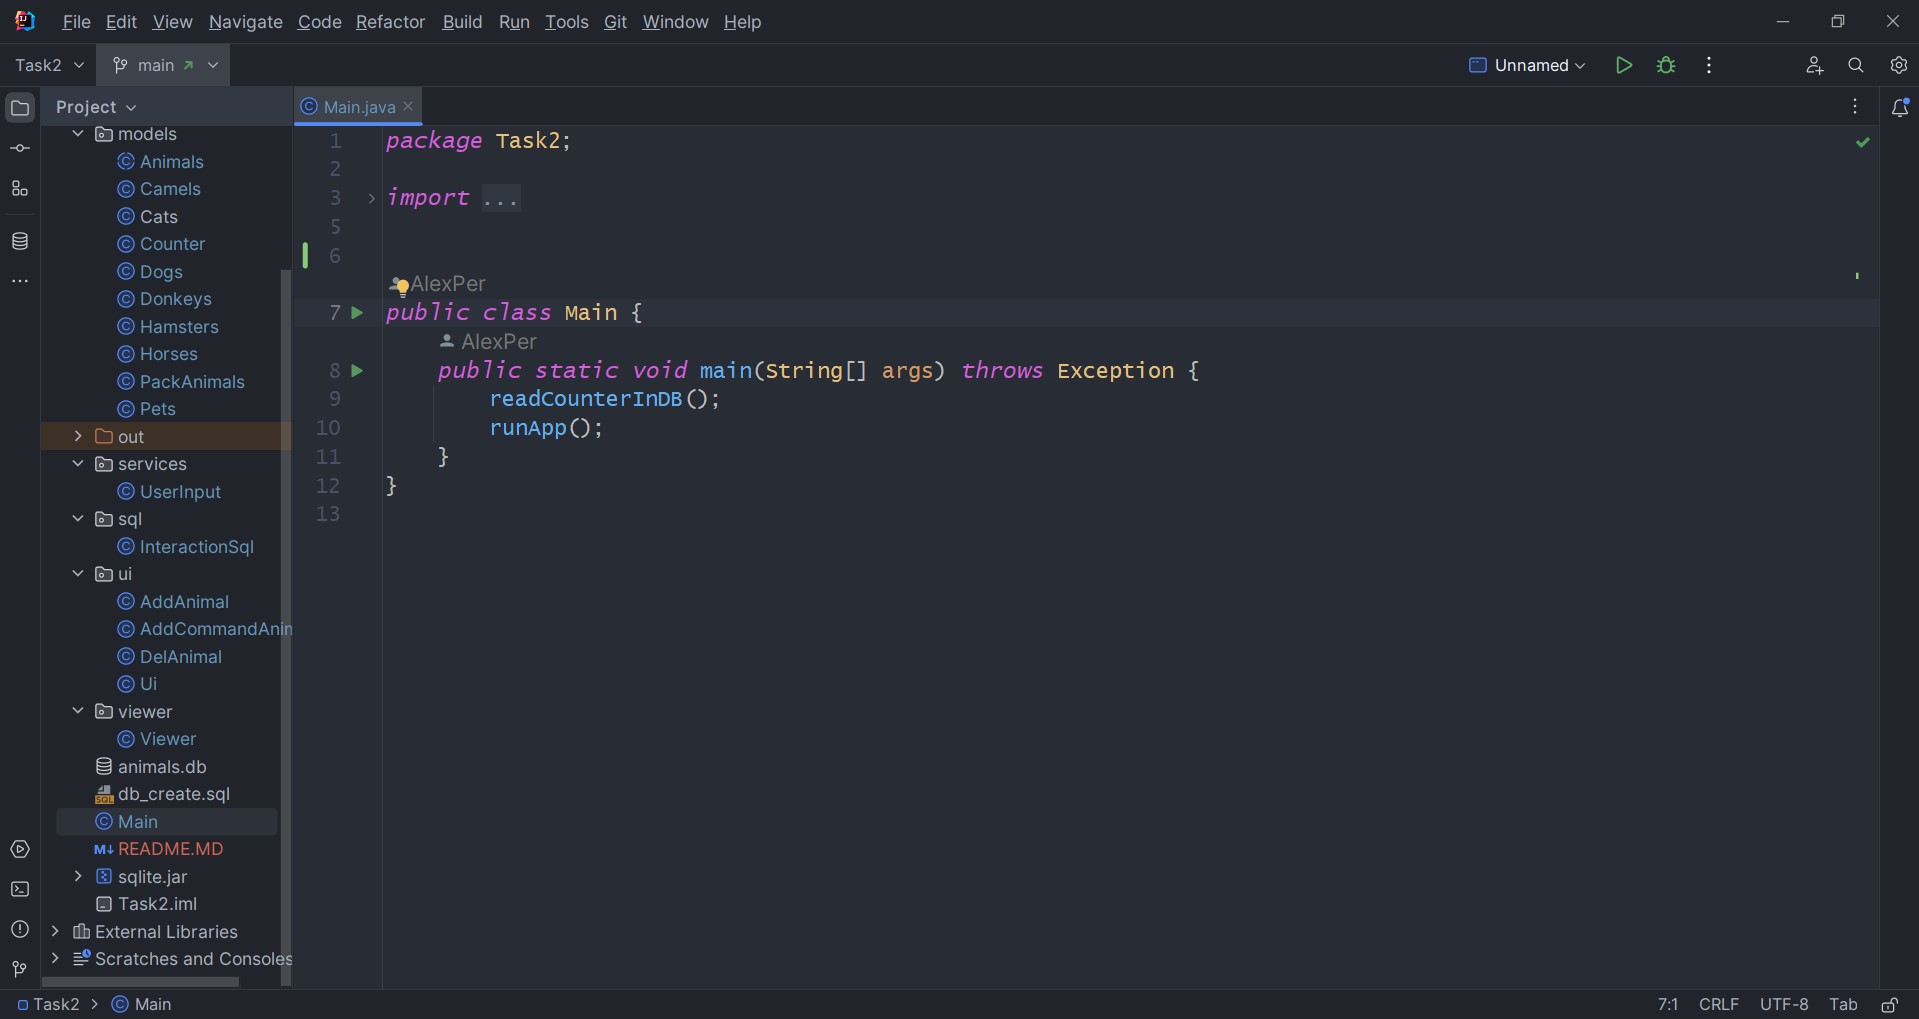 File Edit View Navigate Code Refactor Build Run Tools Git Window Help
Task2 main Unnamed
Project
Main.java
models
Animals
Camels
Cats
Counter
Dogs
Donkeys
Hamsters
Horses
PackAnimals
Pets
out
services
UserInput
sql
InteractionSql
ui
AddAnimal
AddCommandAnim
DelAnimal
Ui
viewer
Viewer
animals.db
db_create.sql
Main
README.MD
sqlite.jar
Task2.iml
External Libraries
Scratches and Consoles
1 package Task2;
2
3 import ...
5
6
AlexPer
7 public class Main {
AlexPer
8 public static void main(String[] args) throws Exception {
9 readCounterInDB();
10 runApp();
11 }
12 }
13
Task2 > Main
7:1 CRLF UTF-8 Tab